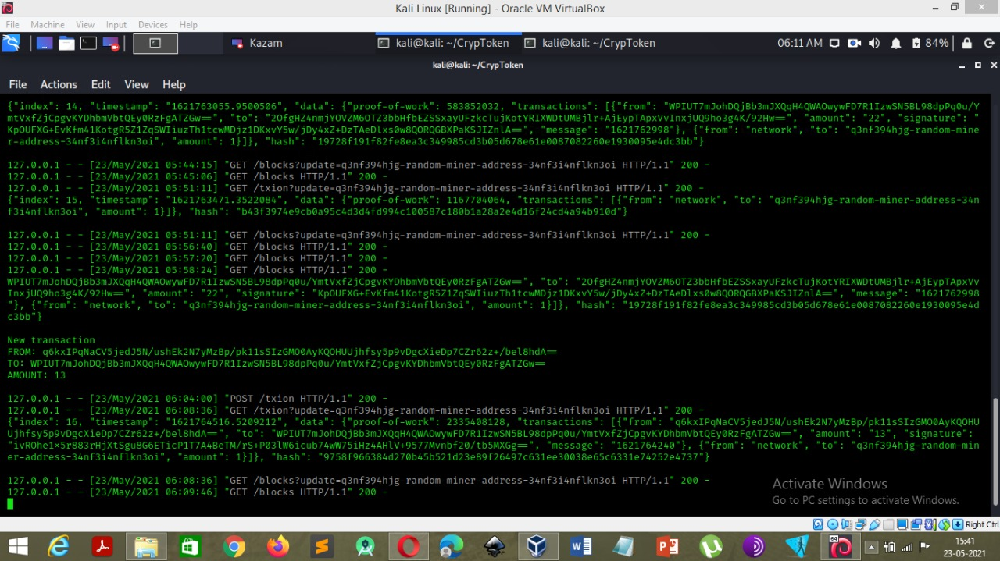 Kali Linux [Running] - Oracle VM VirtualBox
File Machine View Input Devices Help
Kazam kali@kali: ~/CrypToken kali@kali: ~/CrypToken 06:11 AM 84%
kali@kali: ~/CrypToken
File Actions Edit View Help
{"index": 14, "timestamp": "1621763055.9500506", "data": {"proof-of-work": 583852032, "transactions": [{"from": "WPIUT7mJohDQjBb3mJXQqH4QWAOwywFD7R1IzwSN5BL98dpPq0u/Y
mtVxfZjCpgvKYDhbmVbtQEy0RzFgATZGw==", "to": "2OfgHZ4nmjYOVZM6OTZ3bbHfbEZSSxayUFzkcTujKotYRIXWDtUMBjlr+AjEypTApxVvInxjUQ9ho3g4K/92Hw==", "amount": "22", "signature": "
KpOUFXG+EvKfm41KotgR5Z1ZqSWIiuzTh1tcwMDjz1DKxvY5w/jDy4xZ+DzTAeDlxs0w8QORQGBXPaKSJIZnlA==", "message": "1621762998"}, {"from": "network", "to": "q3nf394hjg-random-mine
r-address-34nf3i4nflkn3oi", "amount": 1}]}, "hash": "19728f191f82fe8ea3c349985cd3b05d678e61e0087082260e1930095e4dc3bb"}
127.0.0.1 - - [23/May/2021 05:44:15] "GET /blocks?update=q3nf394hjg-random-miner-address-34nf3i4nflkn3oi HTTP/1.1" 200 -
127.0.0.1 - - [23/May/2021 05:45:06] "GET /blocks HTTP/1.1" 200 -
127.0.0.1 - - [23/May/2021 05:51:11] "GET /txion?update=q3nf394hjg-random-miner-address-34nf3i4nflkn3oi HTTP/1.1" 200 -
{"index": 15, "timestamp": "1621763471.3522084", "data": {"proof-of-work": 1167704064, "transactions": [{"from": "network", "to": "q3nf394hjg-random-miner-address-34n
f3i4nflkn3oi", "amount": 1}]}, "hash": "b43f3974e9cb0a95c4d3d4fd994c100587c180b1a28a2e4d16f24cd4a94b910d"}
127.0.0.1 - - [23/May/2021 05:51:11] "GET /blocks?update=q3nf394hjg-random-miner-address-34nf3i4nflkn3oi HTTP/1.1" 200 -
127.0.0.1 - - [23/May/2021 05:56:40] "GET /blocks HTTP/1.1" 200 -
127.0.0.1 - - [23/May/2021 05:57:20] "GET /blocks HTTP/1.1" 200 -
127.0.0.1 - - [23/May/2021 05:58:24] "GET /blocks HTTP/1.1" 200 -
WPIUT7mJohDQjBb3mJXQqH4QWAOwywFD7R1IzwSN5BL98dpPq0u/YmtVxfZjCpgvKYDhbmVbtQEy0RzFgATZGw==", "to": "2OfgHZ4nmjYOVZM6OTZ3bbHfbEZSSxayUFzkcTujKotYRIXWDtUMBjlr+AjEypTApxVv
InxjUQ92ho3g4K/92Hw==", "amount": "22", "signature": "KpOUFXG+EvKfm41KotgR5Z1ZqSWIiuzTh1tcwMDjz1DKxvY5w/jDy4xZ+DzTAeDlxs0w8QORQGBXPaKSJIZnlA==", "message": "1621762998
"}, {"from": "network", "to": "q3nf394hjg-random-miner-address-34nf3i4nflkn3oi", "amount": 1}]}, "hash": "19728f191f82fe8ea3c349985cd3b05d678e61e0087082260e1930095e4d
c3bb"}
New transaction
FROM: q6kxIPqNaCV5jedJ5N/ushEk2N7yMzBp/pk11sSIzGMO0AyKQOHUUjhfsy5p9vDgcXieDp7CZr62z+/bel8hdA==
TO: WPIUT7mJohDQjBb3mJXQqH4QWAOwywFD7R1IzwSN5BL98dpPq0u/YmtVxfZjCpgvKYDhbmVbtQEy0RzFgATZGw==
AMOUNT: 13
127.0.0.1 - - [23/May/2021 06:04:00] "POST /txion HTTP/1.1" 200 -
127.0.0.1 - - [23/May/2021 06:08:36] "GET /txion?update=q3nf394hjg-random-miner-address-34nf3i4nflkn3oi HTTP/1.1" 200 -
{"index": 16, "timestamp": "1621764516.5209212", "data": {"proof-of-work": 2335408128, "transactions": [{"from": "q6kxIPqNaCV5jedJ5N/ushEk2N7yMzBp/pk11sSIzGMO0AyKQOHU
Ujhfsy5p9vDgcXieDp7CZr62z+/bel8hdA==", "to": "WPIUT7mJohDQjBb3mJXQqH4QWAOwywFD7R1IzwSN5BL98dpPq0u/YmtVxfZjCpgvKYDhbmVbtQEy0RzFgATZGw==", "amount": "13", "signature":
"ivROhe1×5r883rHjXtSgu8G6ETicP1T7A4BeTM/rS+P03lW6icub74wW75iHz4AHlV+9577Mvnbf20/tb5MXGg==", "message": "1621764240"}, {"from": "network", "to": "q3nf394hjg-random-min
er-address-34nf3i4nflkn3oi", "amount": 1}]}, "hash": "9758f966384d270b45b521d23e89f26497c631ee30038e65c6331e74252e4737"}
127.0.0.1 - - [23/May/2021 06:08:36] "GET /blocks?update=q3nf394hjg-random-miner-address-34nf3i4nflkn3oi HTTP/1.1" 200 -
127.0.0.1 - - [23/May/2021 06:09:46] "GET /blocks HTTP/1.1" 200 -
Activate Windows
Go to PC settings to activate Windows.
Right Ctrl
15:41
23-05-2021